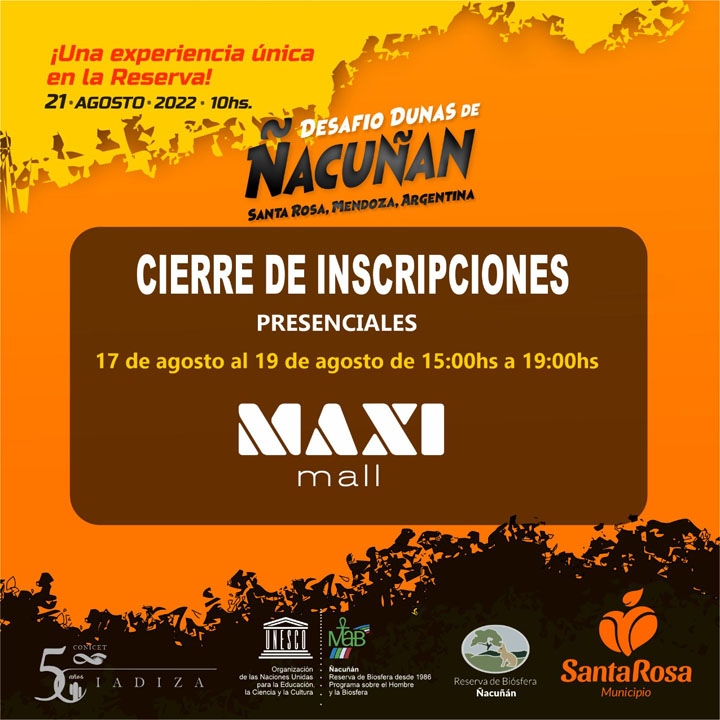 ¡Una experiencia única
en la Reserva!
21 • AGOSTO • 2022 • 10hs.
DESAFIO DUNAS DE
ÑACUÑAN
SANTA ROSA, MENDOZA, ARGENTINA
CIERRE DE INSCRIPCIONES
PRESENCIALES
17 de agosto al 19 de agosto de 15:00hs a 19:00hs
MAXI
mall
CONICET
50 años
IADIZA
UNESCO
Organización
de las Naciones Unidas
para la Educación,
la Ciencia y la Cultura
MaB
Ñacuñán
Reserva de Biosfera desde 1986
Programa sobre el Hombre
y la Biosfera
Reserva de Biósfera
Ñacuñán
SantaRosa
Municipio